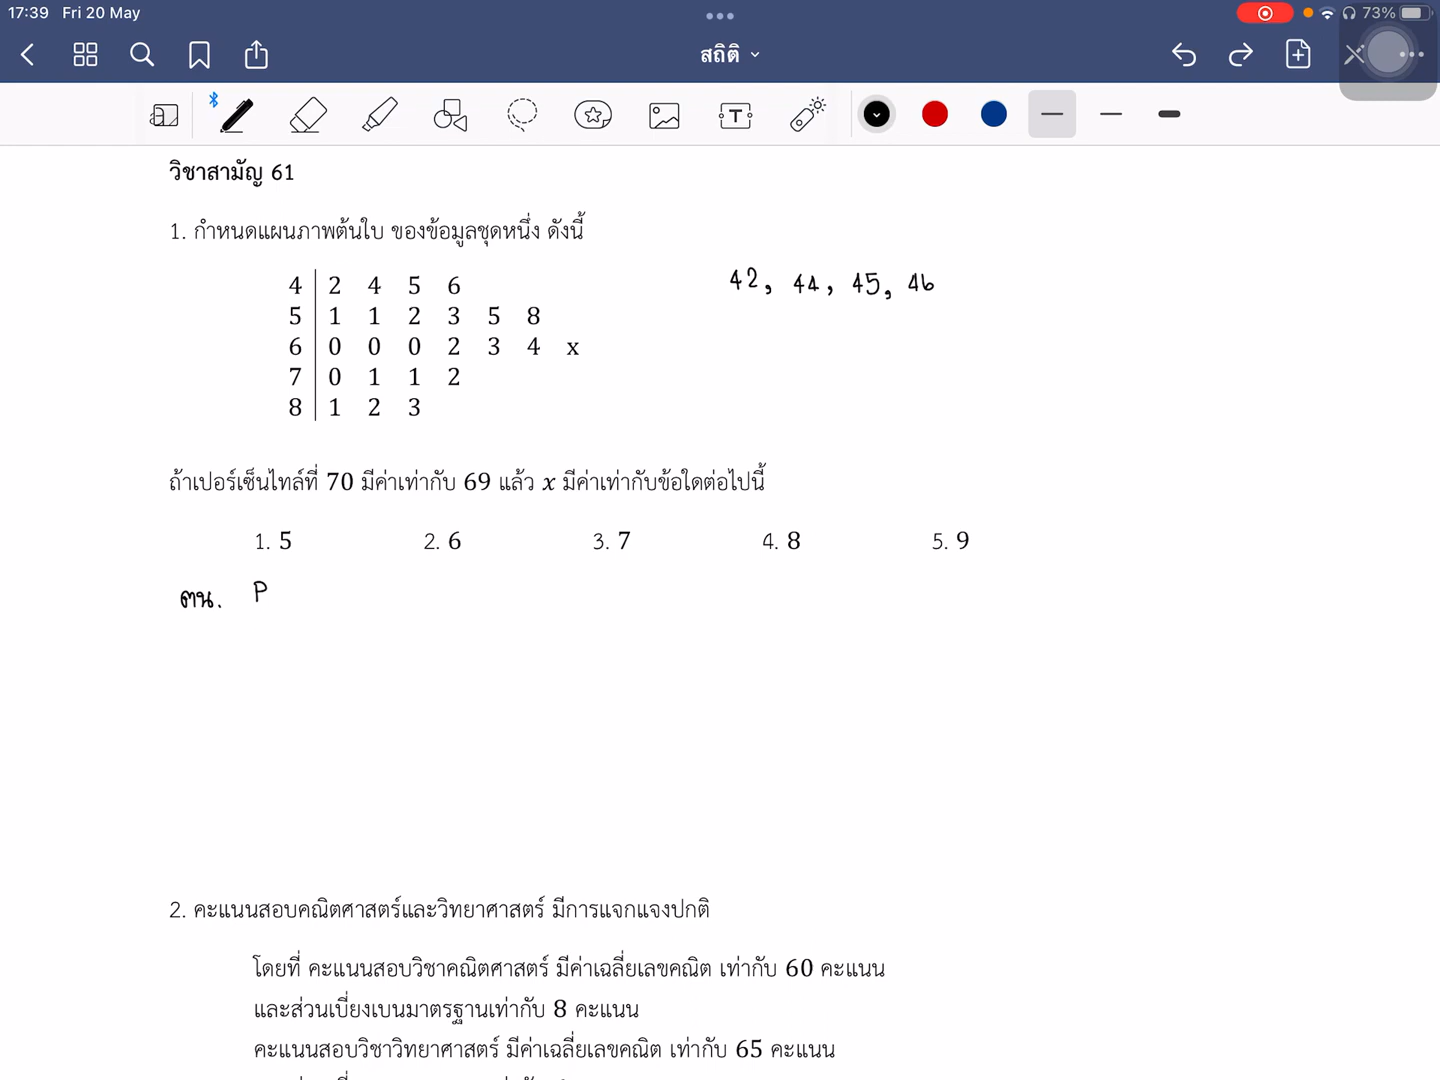 17:39 Fri 20 May
73%
สถิติ
T
วิชาสามัญ 61
1. กำหนดแผนภาพต้นใบ ของข้อมูลชุดหนึ่ง ดังนี้
4 2 4 5 6
42, 44, 45, 46
5 1 1 2 3 5 8
6 0 0 0 2 3 4 x
7 0 1 1 2
8 1 2 3
ถ้าเปอร์เซ็นไทล์ที่ 70 มีค่าเท่ากับ 69 แล้ว x มีค่าเท่ากับข้อใดต่อไปนี้
1. 5 2. 6 3. 7 4. 8 5. 9
ตน. P
2. คะแนนสอบคณิตศาสตร์และวิทยาศาสตร์ มีการแจกแจงปกติ
โดยที่ คะแนนสอบวิชาคณิตศาสตร์ มีค่าเฉลี่ยเลขคณิต เท่ากับ 60 คะแนน
และส่วนเบี่ยงเบนมาตรฐานเท่ากับ 8 คะแนน
คะแนนสอบวิชาวิทยาศาสตร์ มีค่าเฉลี่ยเลขคณิต เท่ากับ 65 คะแนน